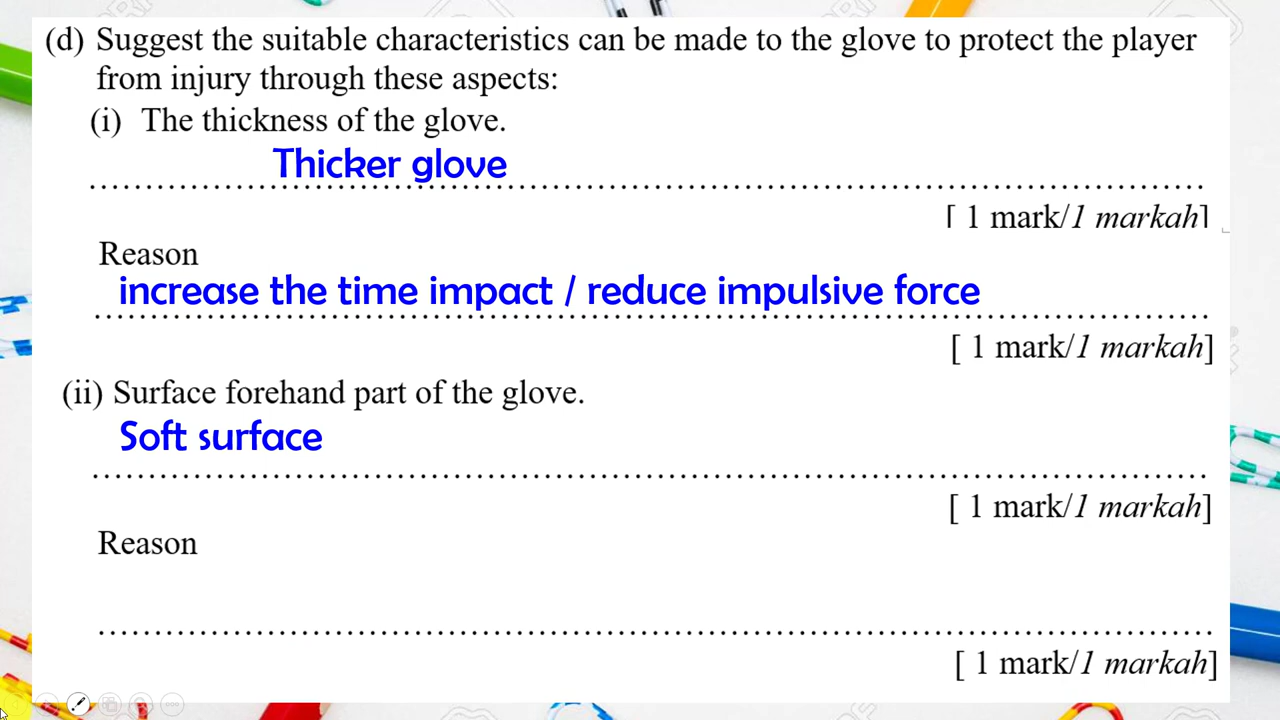 (d) Suggest the suitable characteristics can be made to the glove to protect the player
from injury through these aspects:
(i) The thickness of the glove.
Thicker glove
[ 1 mark/1 markah]
Reason
increase the time impact / reduce impulsive force
[ 1 mark/1 markah]
(ii) Surface forehand part of the glove.
Soft surface
[ 1 mark/1 markah]
Reason
[ 1 mark/1 markah]